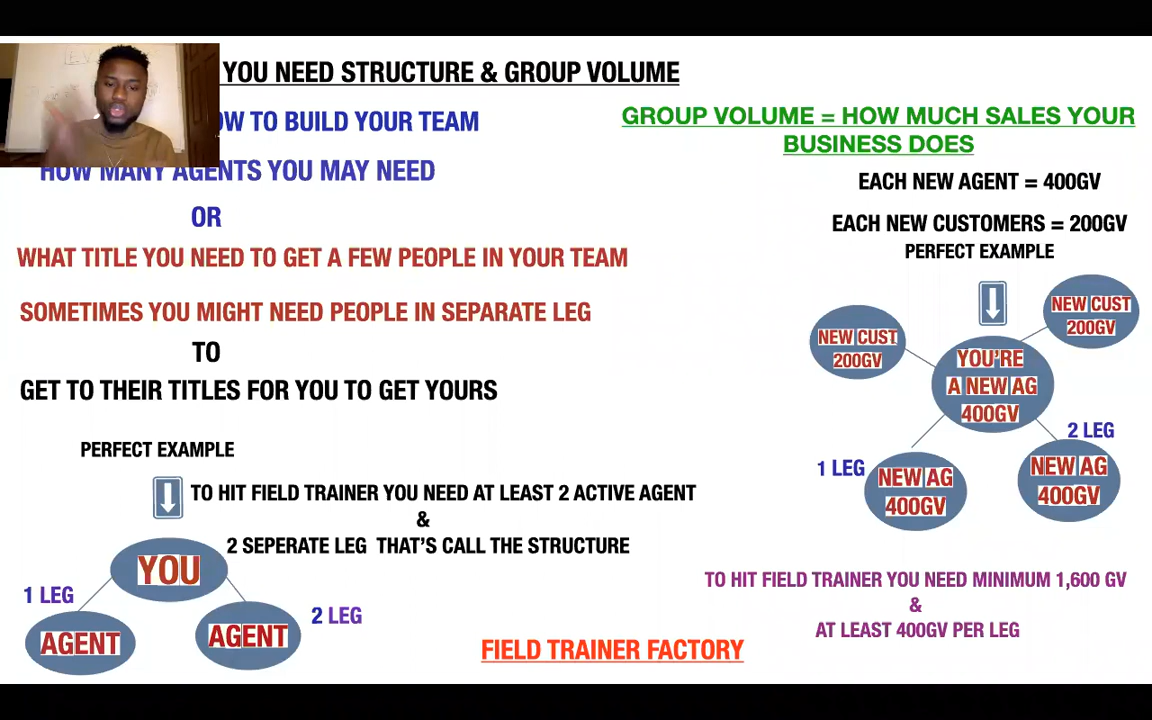 YOU NEED STRUCTURE & GROUP VOLUME
OW TO BUILD YOUR TEAM
HOW MANY AGENTS YOU MAY NEED
OR
WHAT TITLE YOU NEED TO GET A FEW PEOPLE IN YOUR TEAM
SOMETIMES YOU MIGHT NEED PEOPLE IN SEPARATE LEG
TO
GET TO THEIR TITLES FOR YOU TO GET YOURS
PERFECT EXAMPLE
TO HIT FIELD TRAINER YOU NEED AT LEAST 2 ACTIVE AGENT
&
2 SEPERATE LEG THAT'S CALL THE STRUCTURE
YOU
1 LEG
2 LEG
AGENT
AGENT
FIELD TRAINER FACTORY
GROUP VOLUME = HOW MUCH SALES YOUR
BUSINESS DOES
EACH NEW AGENT = 400GV
EACH NEW CUSTOMERS = 200GV
PERFECT EXAMPLE
NEW CUST
200GV
NEW CUST
200GV
YOU'RE
A NEW AG
400GV
1 LEG
2 LEG
NEW AG
400GV
NEW AG
400GV
TO HIT FIELD TRAINER YOU NEED MINIMUM 1,600 GV
&
AT LEAST 400GV PER LEG